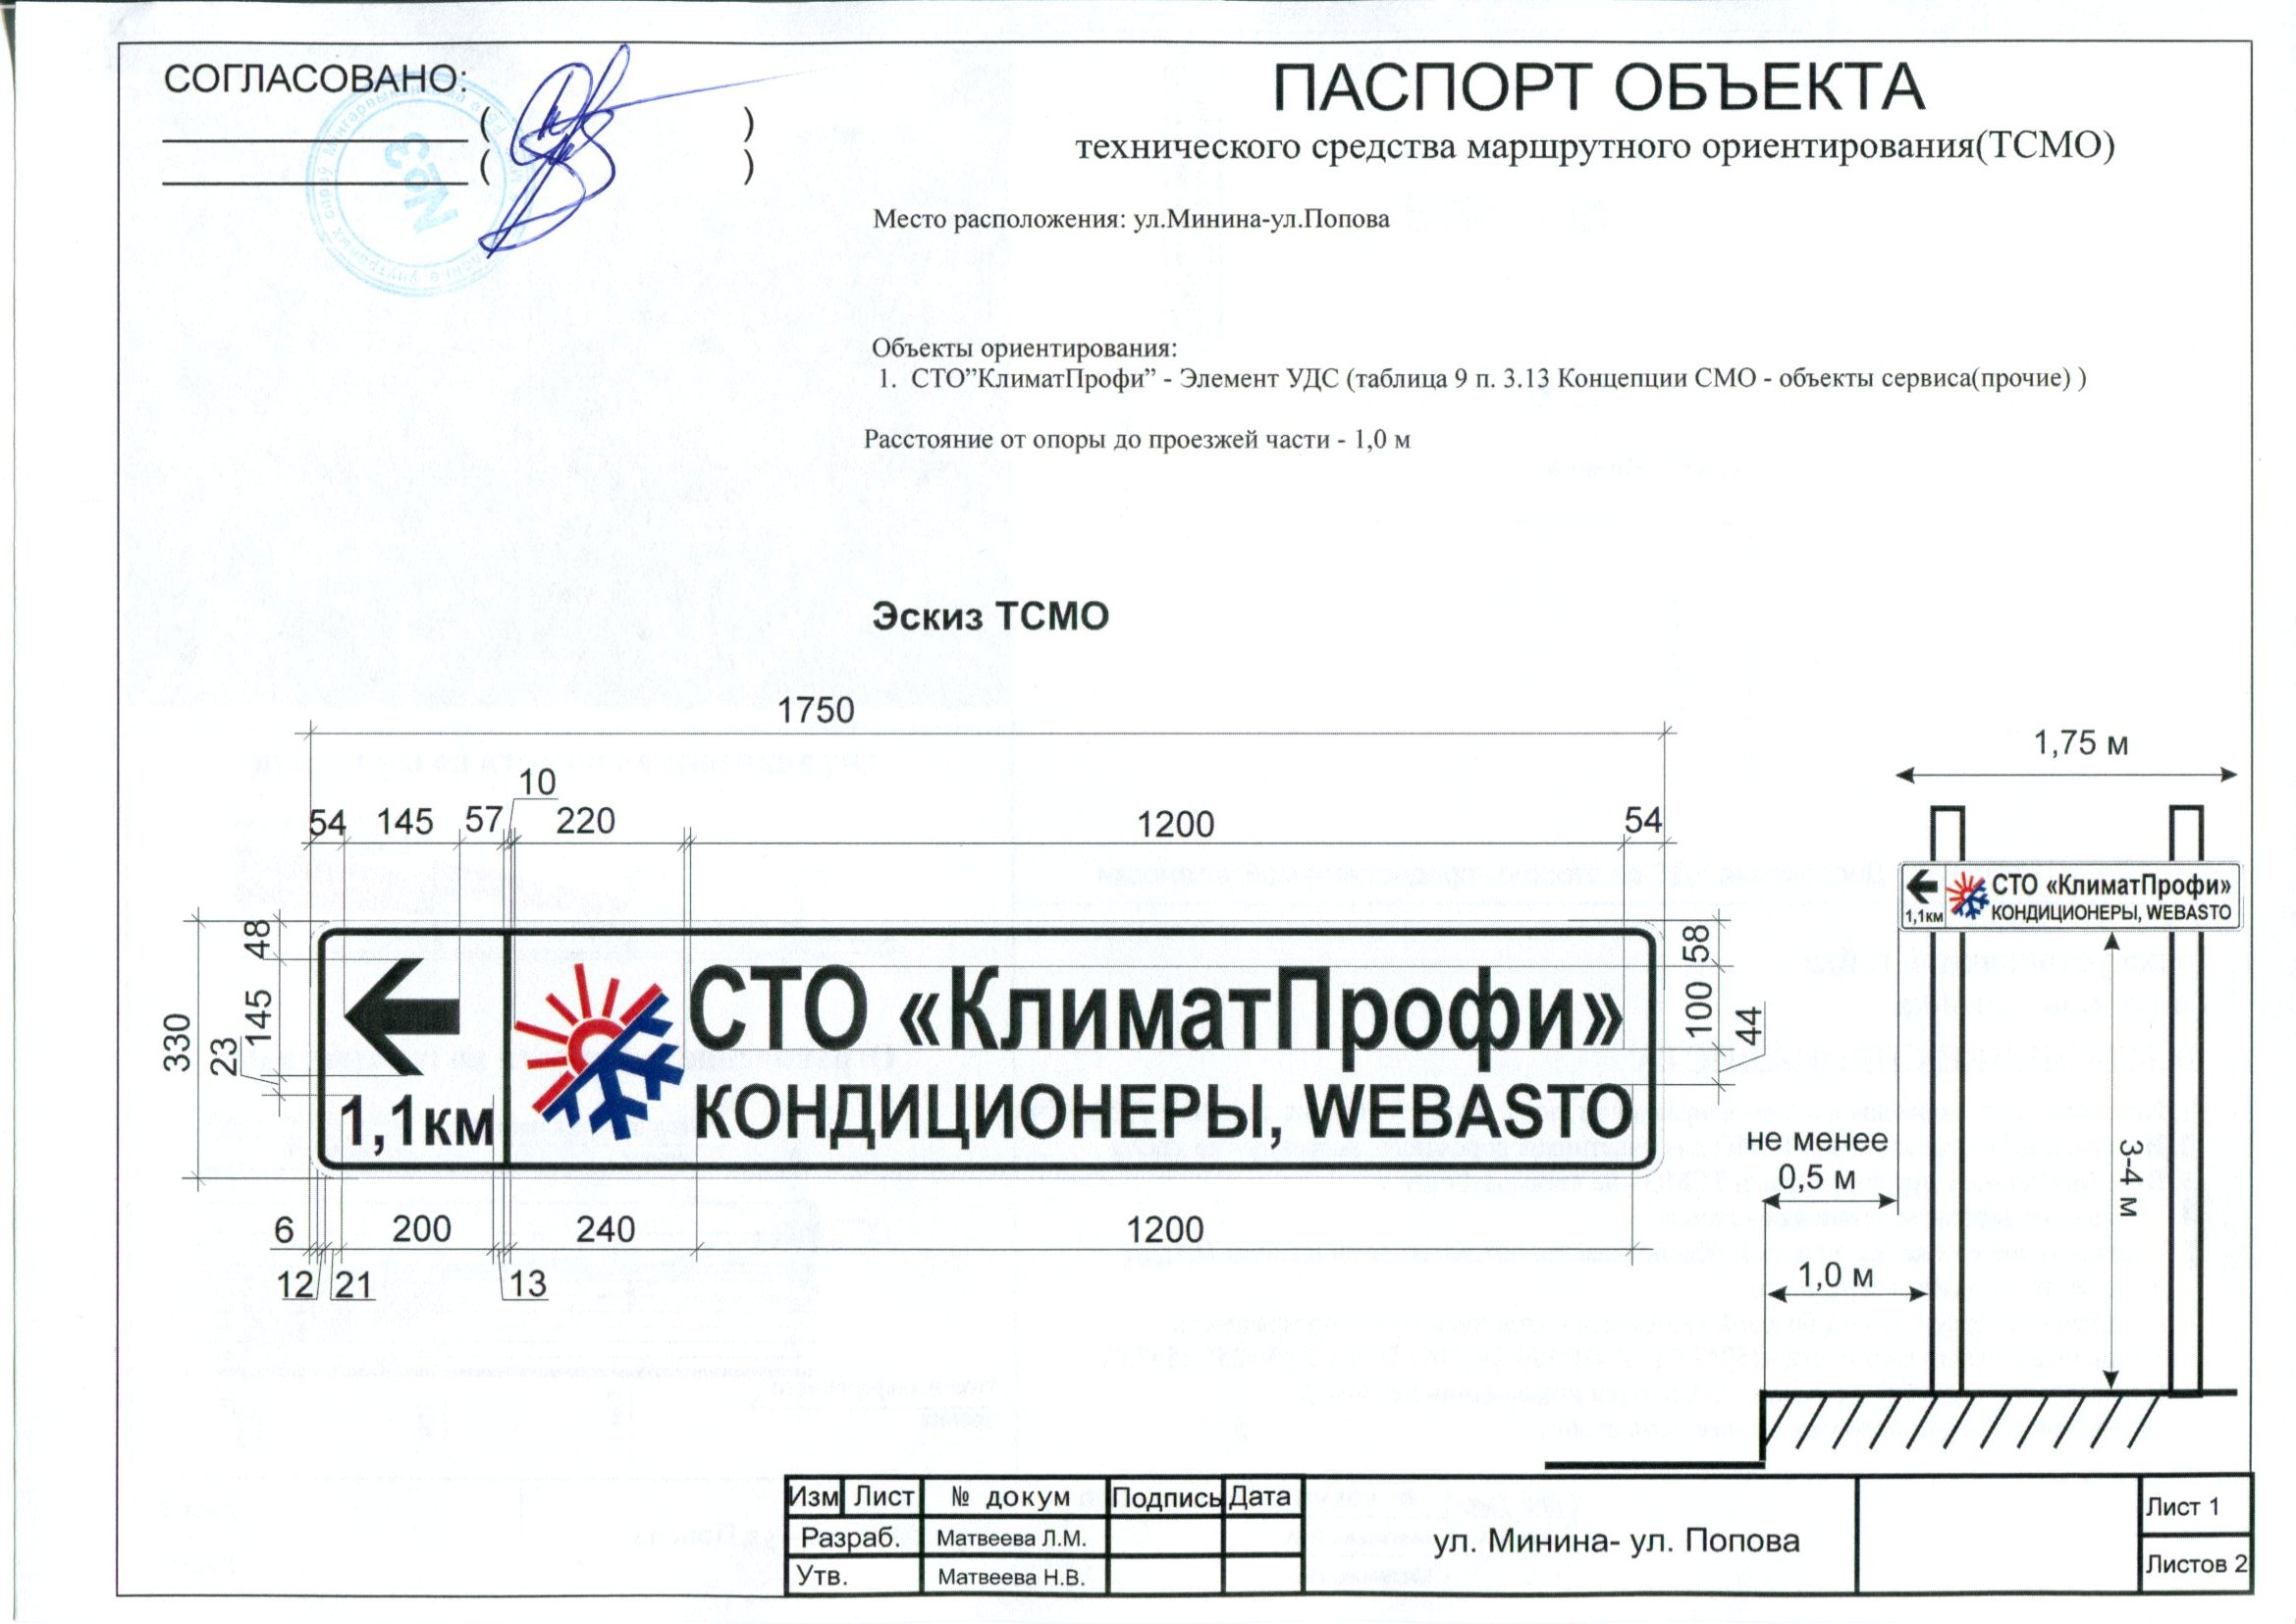 СОГЛАСОВАНО:
( )
( )
№3
ПАСПОРТ ОБЪЕКТА
технического средства маршрутного ориентирования(ТСМО)
Место расположения: ул.Минина-ул.Попова
Объекты ориентирования:
1. СТО”КлиматПрофи” - Элемент УДС (таблица 9 п. 3.13 Концепции СМО - объекты сервиса(прочие) )
Расстояние от опоры до проезжей части - 1,0 м
Эскиз ТСМО
1750
10
54 145 57 220 1200 54
330
48
145
23
1,1км
СТО «КлиматПрофи»
КОНДИЦИОНЕРЫ, WEBASTO
58
100
44
6 200 240 1200
12 21 13
1,75 м
1,1км
СТО «КлиматПрофи»
КОНДИЦИОНЕРЫ, WEBASTO
не менее
0,5 м
3-4 м
1,0 м
Изм Лист № докум Подпись Дата
Разраб. Матвеева Л.М.
Утв. Матвеева Н.В.
ул. Минина- ул. Попова
Лист 1
Листов 2